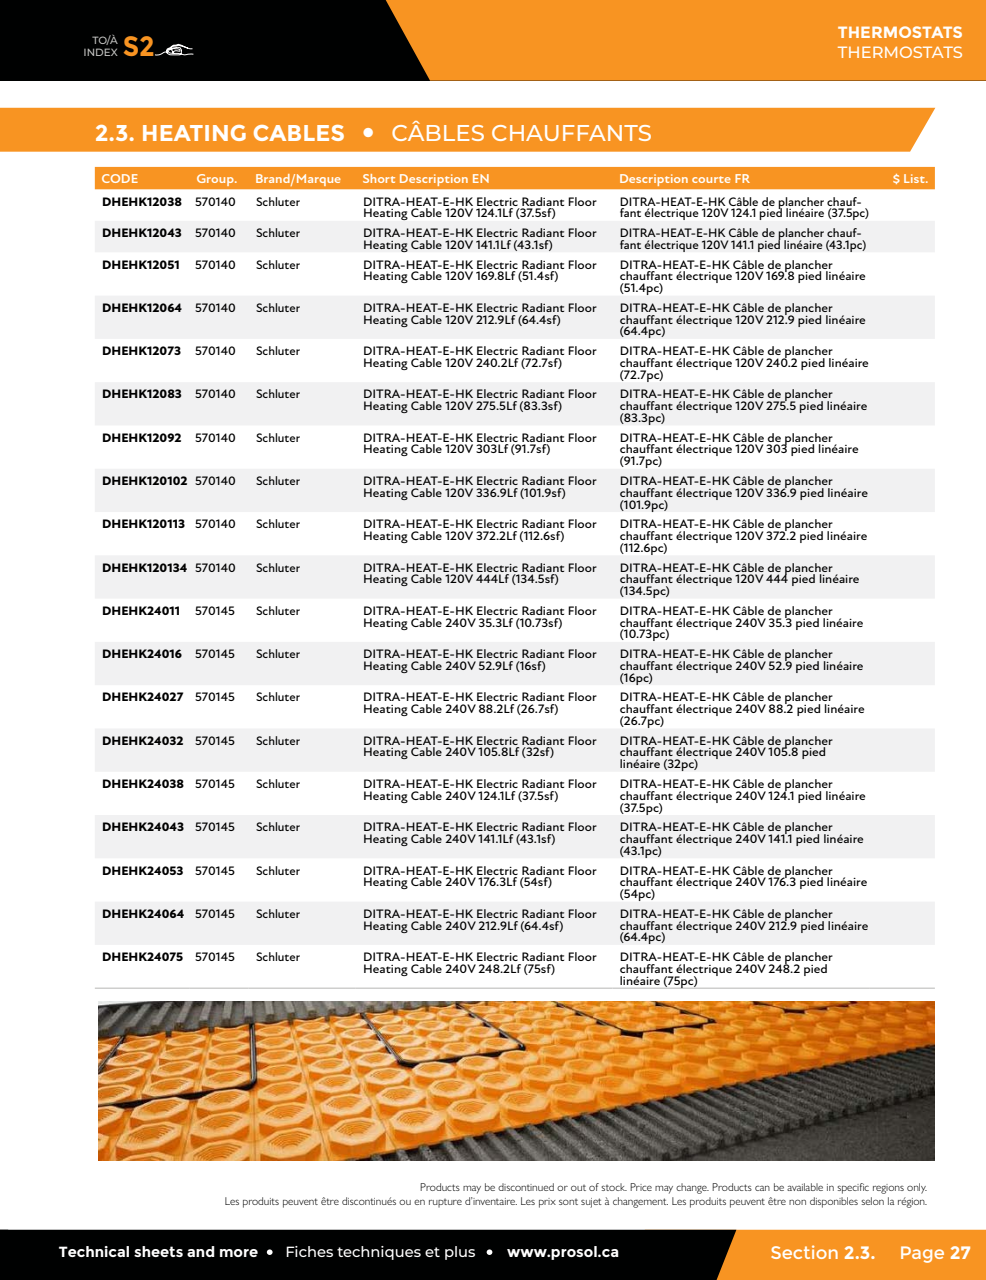 TO/À
INDEX S2
THERMOSTATS
THERMOSTATS
2.3. HEATING CABLES • CÂBLES CHAUFFANTS
CODE Group. Brand/Marque Short Description EN Description courte FR $ List.
DHEHK12038 570140 Schluter DITRA-HEAT-E-HK Electric Radiant Floor DITRA-HEAT-E-HK Câble de plancher chauf-
Heating Cable 120V 124.1Lf (37.5sf) fant électrique 120V 124.1 pied linéaire (37.5pc)
DHEHK12043 570140 Schluter DITRA-HEAT-E-HK Electric Radiant Floor DITRA-HEAT-E-HK Câble de plancher chauf-
Heating Cable 120V 141.1Lf (43.1sf) fant électrique 120V 141.1 pied linéaire (43.1pc)
DHEHK12051 570140 Schluter DITRA-HEAT-E-HK Electric Radiant Floor DITRA-HEAT-E-HK Câble de plancher
Heating Cable 120V 169.8Lf (51.4sf) chauffant électrique 120V 169.8 pied linéaire
(51.4pc)
DHEHK12064 570140 Schluter DITRA-HEAT-E-HK Electric Radiant Floor DITRA-HEAT-E-HK Câble de plancher
Heating Cable 120V 212.9Lf (64.4sf) chauffant électrique 120V 212.9 pied linéaire
(64.4pc)
DHEHK12073 570140 Schluter DITRA-HEAT-E-HK Electric Radiant Floor DITRA-HEAT-E-HK Câble de plancher
Heating Cable 120V 240.2Lf (72.7sf) chauffant électrique 120V 240.2 pied linéaire
(72.7pc)
DHEHK12083 570140 Schluter DITRA-HEAT-E-HK Electric Radiant Floor DITRA-HEAT-E-HK Câble de plancher
Heating Cable 120V 275.5Lf (83.3sf) chauffant électrique 120V 275.5 pied linéaire
(83.3pc)
DHEHK12092 570140 Schluter DITRA-HEAT-E-HK Electric Radiant Floor DITRA-HEAT-E-HK Câble de plancher
Heating Cable 120V 303Lf (91.7sf) chauffant électrique 120V 303 pied linéaire
(91.7pc)
DHEHK120102 570140 Schluter DITRA-HEAT-E-HK Electric Radiant Floor DITRA-HEAT-E-HK Câble de plancher
Heating Cable 120V 336.9Lf (101.9sf) chauffant électrique 120V 336.9 pied linéaire
(101.9pc)
DHEHK120113 570140 Schluter DITRA-HEAT-E-HK Electric Radiant Floor DITRA-HEAT-E-HK Câble de plancher
Heating Cable 120V 372.2Lf (112.6sf) chauffant électrique 120V 372.2 pied linéaire
(112.6pc)
DHEHK120134 570140 Schluter DITRA-HEAT-E-HK Electric Radiant Floor DITRA-HEAT-E-HK Câble de plancher
Heating Cable 120V 444Lf (134.5sf) chauffant électrique 120V 444 pied linéaire
(134.5pc)
DHEHK24011 570145 Schluter DITRA-HEAT-E-HK Electric Radiant Floor DITRA-HEAT-E-HK Câble de plancher
Heating Cable 240V 35.3Lf (10.73sf) chauffant électrique 240V 35.3 pied linéaire
(10.73pc)
DHEHK24016 570145 Schluter DITRA-HEAT-E-HK Electric Radiant Floor DITRA-HEAT-E-HK Câble de plancher
Heating Cable 240V 52.9Lf (16sf) chauffant électrique 240V 52.9 pied linéaire
(16pc)
DHEHK24027 570145 Schluter DITRA-HEAT-E-HK Electric Radiant Floor DITRA-HEAT-E-HK Câble de plancher
Heating Cable 240V 88.2Lf (26.7sf) chauffant électrique 240V 88.2 pied linéaire
(26.7pc)
DHEHK24032 570145 Schluter DITRA-HEAT-E-HK Electric Radiant Floor DITRA-HEAT-E-HK Câble de plancher
Heating Cable 240V 105.8Lf (32sf) chauffant électrique 240V 105.8 pied
linéaire (32pc)
DHEHK24038 570145 Schluter DITRA-HEAT-E-HK Electric Radiant Floor DITRA-HEAT-E-HK Câble de plancher
Heating Cable 240V 124.1Lf (37.5sf) chauffant électrique 240V 124.1 pied linéaire
(37.5pc)
DHEHK24043 570145 Schluter DITRA-HEAT-E-HK Electric Radiant Floor DITRA-HEAT-E-HK Câble de plancher
Heating Cable 240V 141.1Lf (43.1sf) chauffant électrique 240V 141.1 pied linéaire
(43.1pc)
DHEHK24053 570145 Schluter DITRA-HEAT-E-HK Electric Radiant Floor DITRA-HEAT-E-HK Câble de plancher
Heating Cable 240V 176.3Lf (54sf) chauffant électrique 240V 176.3 pied linéaire
(54pc)
DHEHK24064 570145 Schluter DITRA-HEAT-E-HK Electric Radiant Floor DITRA-HEAT-E-HK Câble de plancher
Heating Cable 240V 212.9Lf (64.4sf) chauffant électrique 240V 212.9 pied linéaire
(64.4pc)
DHEHK24075 570145 Schluter DITRA-HEAT-E-HK Electric Radiant Floor DITRA-HEAT-E-HK Câble de plancher
Heating Cable 240V 248.2Lf (75sf) chauffant électrique 240V 248.2 pied
linéaire (75pc)
Products may be discontinued or out of stock. Price may change. Products can be available in specific regions only.
Les produits peuvent être discontinués ou en rupture d'inventaire. Les prix sont sujet à changement. Les produits peuvent être non disponibles selon la région.
Technical sheets and more • Fiches techniques et plus • www.prosol.ca Section 2.3. Page 27